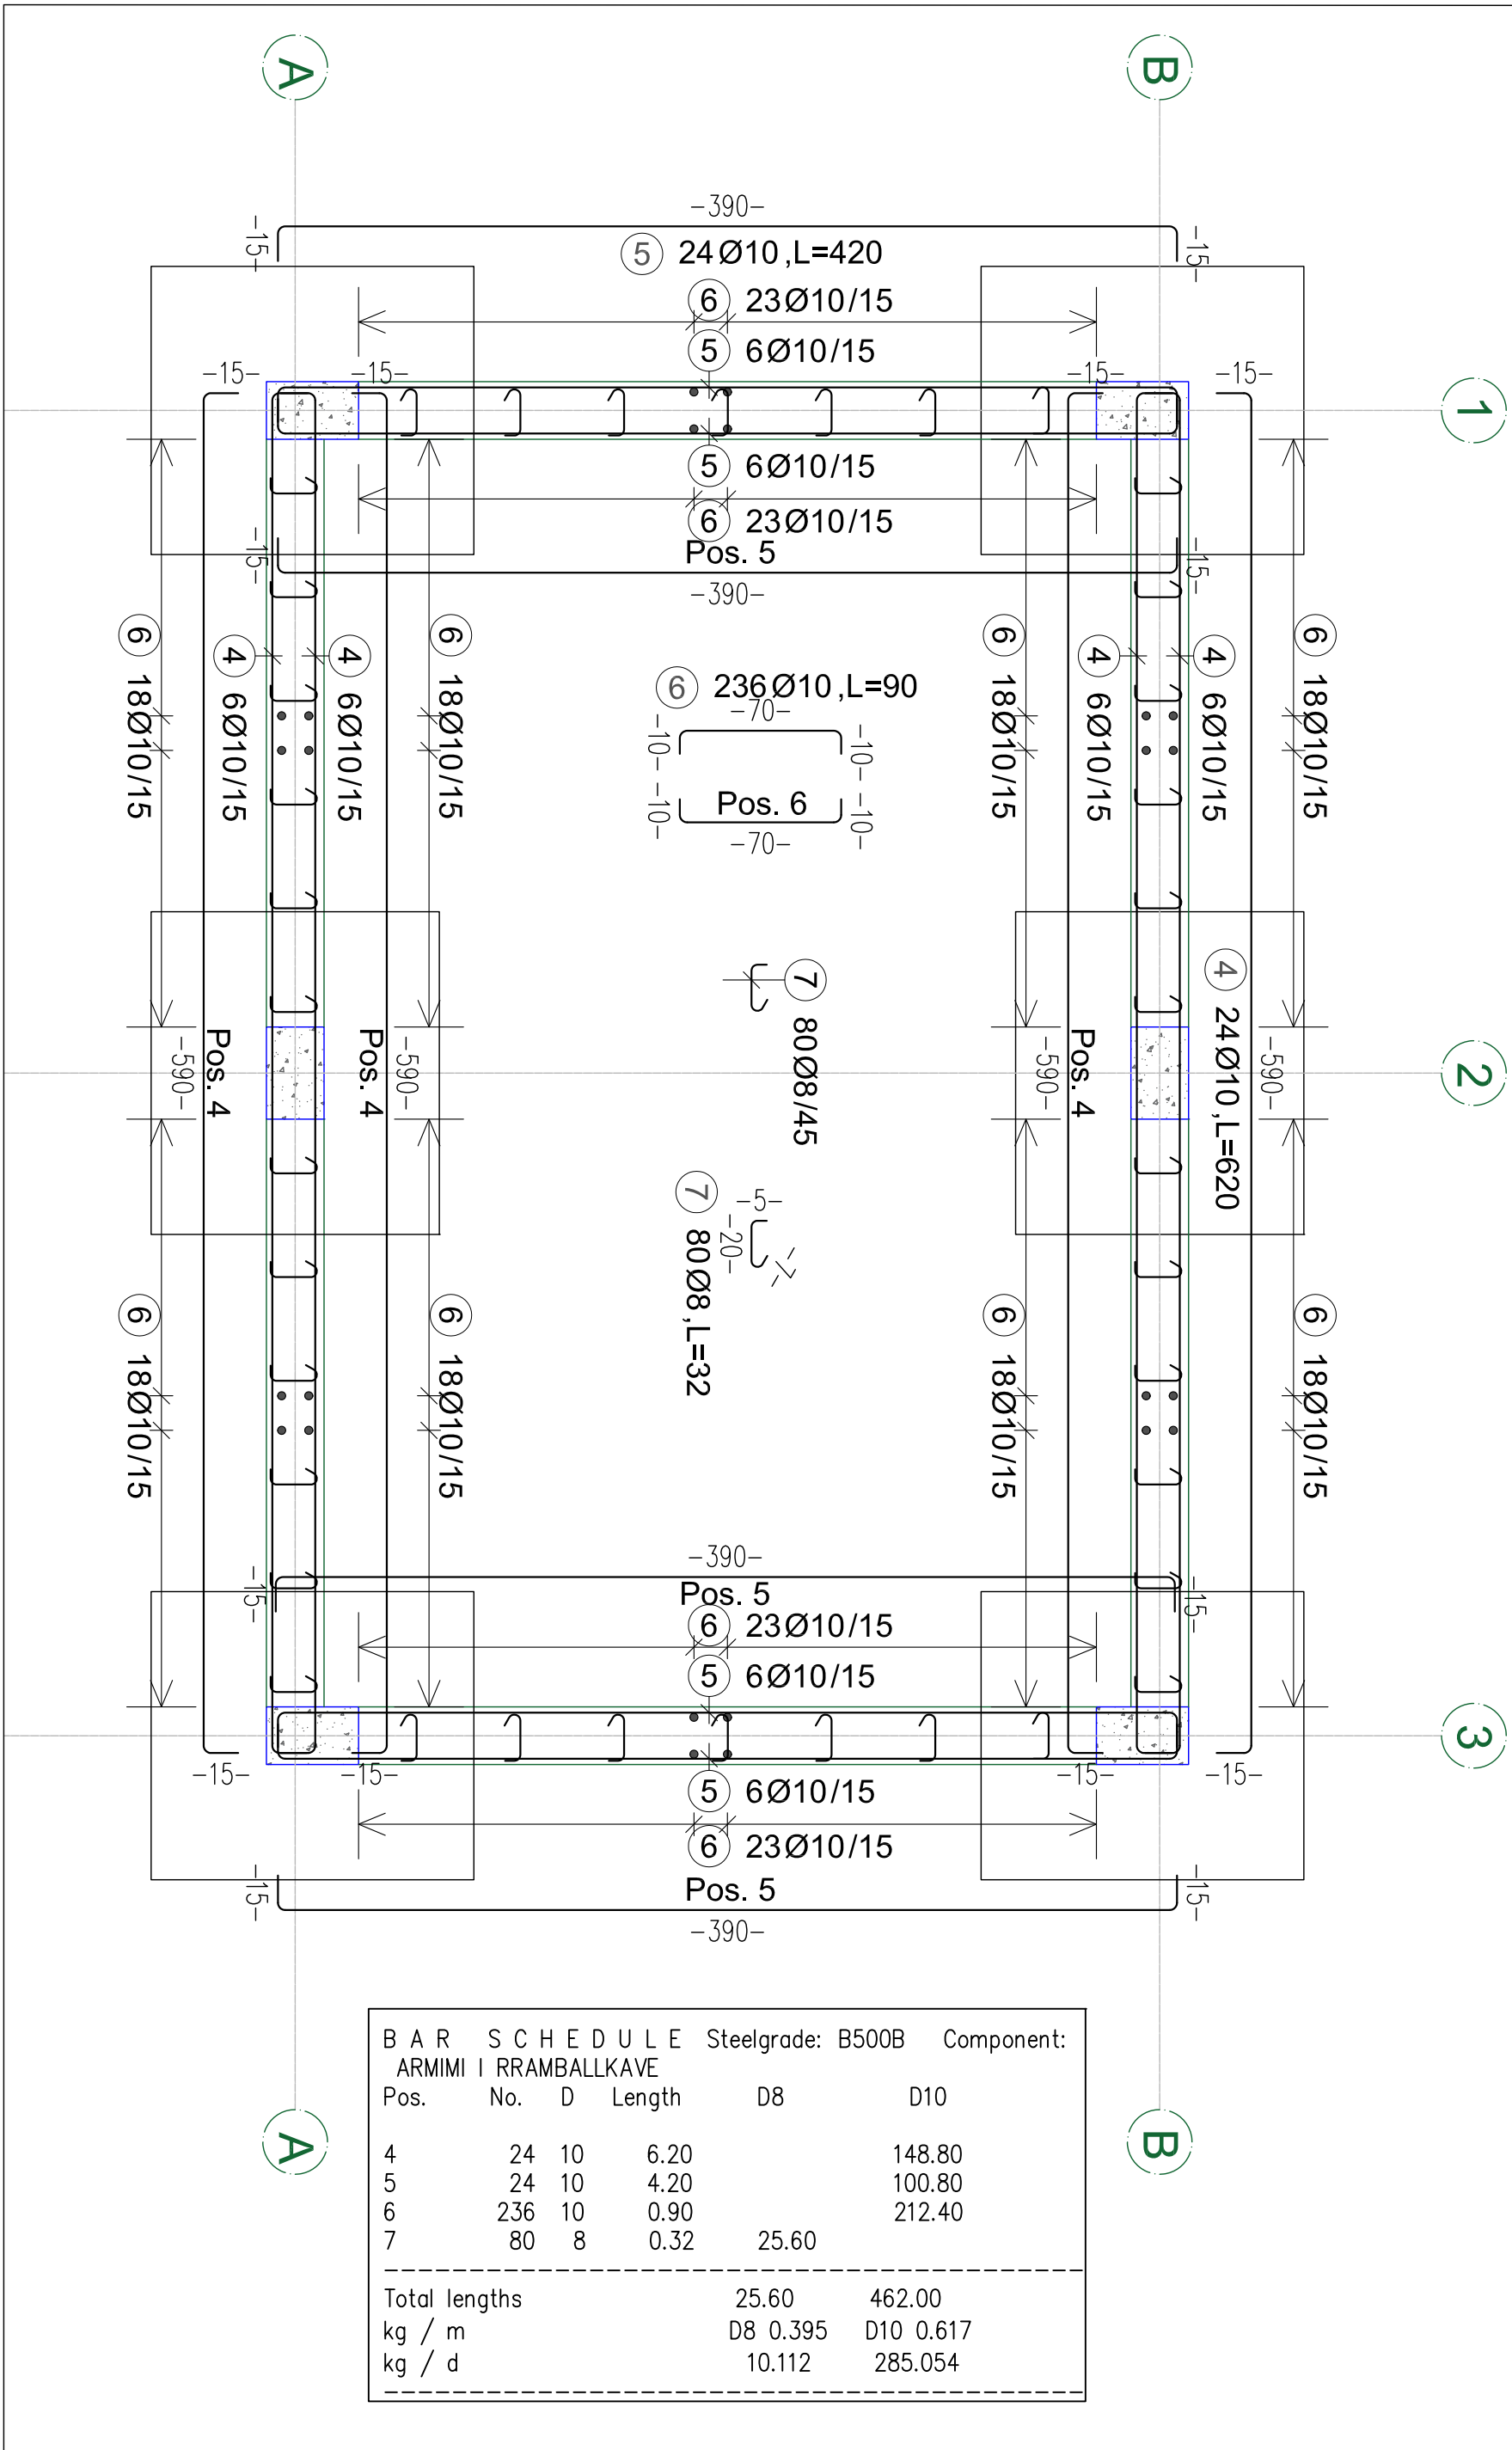 A
B
-390-
-15-
-15-
5 24Ø10,L=420
6 23Ø10/15
5 6Ø10/15
-15-
-15-
-15-
-15-
1
5 6Ø10/15
6 23Ø10/15
Pos. 5
-15-
-15-
-390-
6 18Ø10/15
4 6Ø10/15
4 6Ø10/15
6 18Ø10/15
6 236Ø10,L=90
-70-
-10-
-10-
-10-
Pos. 6
-10-
-70-
6 18Ø10/15
4 6Ø10/15
4 6Ø10/15
6 18Ø10/15
7 80Ø8/45
4 24Ø10,L=620
-590-
Pos. 4
Pos. 4
-590-
-590-
Pos. 4
-590-
2
7 80Ø8,L=32
-5-
-20-
-7-
6 18Ø10/15
6 18Ø10/15
6 18Ø10/15
6 18Ø10/15
-390-
Pos. 5
-15-
-15-
6 23Ø10/15
5 6Ø10/15
3
-15-
-15-
-15-
-15-
5 6Ø10/15
6 23Ø10/15
Pos. 5
-15-
-15-
-390-
BAR SCHEDULE Steelgrade: B500B Component:
ARMIMI I RRAMBALLKAVE
Pos. No. D Length D8 D10
4 24 10 6.20 148.80
5 24 10 4.20 100.80
6 236 10 0.90 212.40
7 80 8 0.32 25.60
Total lengths 25.60 462.00
kg / m D8 0.395 D10 0.617
kg / d 10.112 285.054
A
B